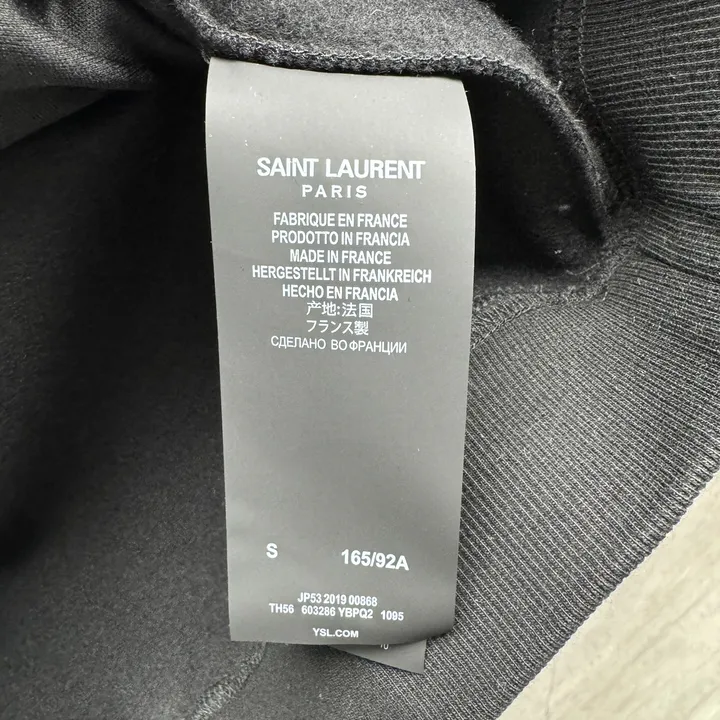 SAINT LAURENT
PARIS
FABRIQUE EN FRANCE
PRODOTTO IN FRANCIA
MADE IN FRANCE
HERGESTELLT IN FRANKREICH
HECHO EN FRANCIA
产地:法国
フランス製
СДЕЛАНО ВО ФРАНЦИИ
S 165/92A
JP53 2019 00868
TH56 603286 YBPQ2 1095
YSL.COM